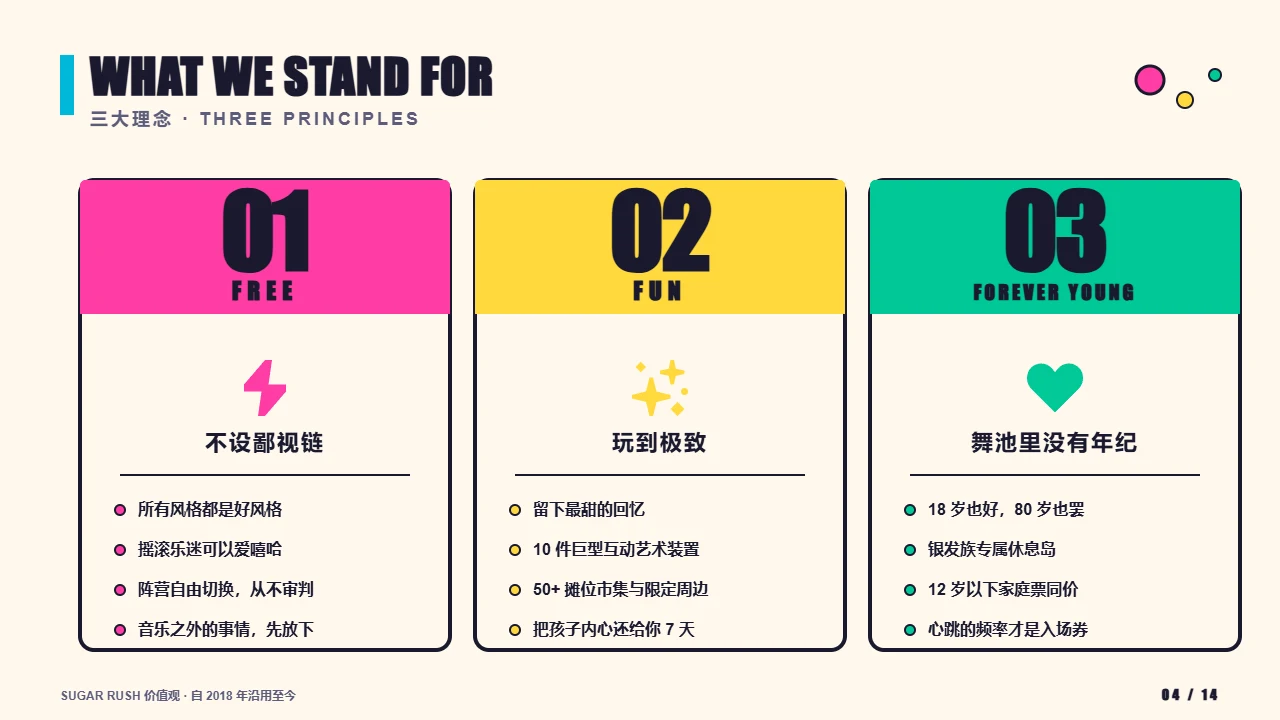 WHAT WE STAND FOR
三大理念 · THREE PRINCIPLES
01
FREE
不设鄙视链
所有风格都是好风格
摇滚乐迷可以爱嘻哈
阵营自由切换，从不审判
音乐之外的事情，先放下
02
FUN
玩到极致
留下最甜的回忆
10 件巨型互动艺术装置
50+ 摊位市集与限定周边
把孩子内心还给你 7 天
03
FOREVER YOUNG
舞池里没有年纪
18 岁也好，80 岁也罢
银发族专属休息岛
12 岁以下家庭票同价
心跳的频率才是入场券
SUGAR RUSH 价值观 · 自 2018 年沿用至今
04 / 14